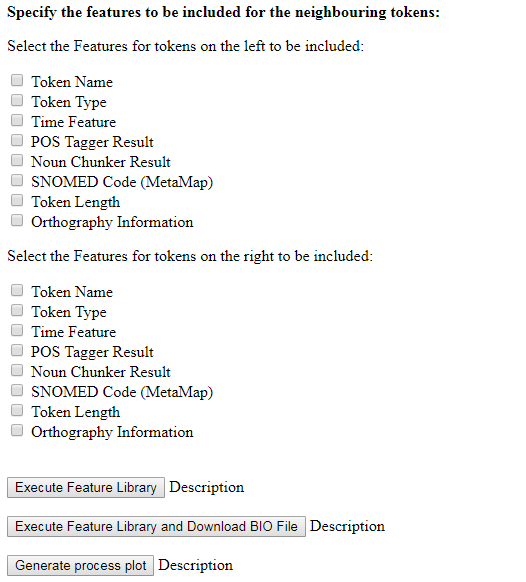 Specify the features to be included for the neighbouring tokens:
Select the Features for tokens on the left to be included:
Token Name
Token Type
Time Feature
POS Tagger Result
Noun Chunker Result
SNOMED Code (MetaMap)
Token Length
Orthography Information
Select the Features for tokens on the right to be included:
Token Name
Token Type
Time Feature
POS Tagger Result
Noun Chunker Result
SNOMED Code (MetaMap)
Token Length
Orthography Information
Execute Feature Library Description
Execute Feature Library and Download BIO File Description
Generate process plot Description